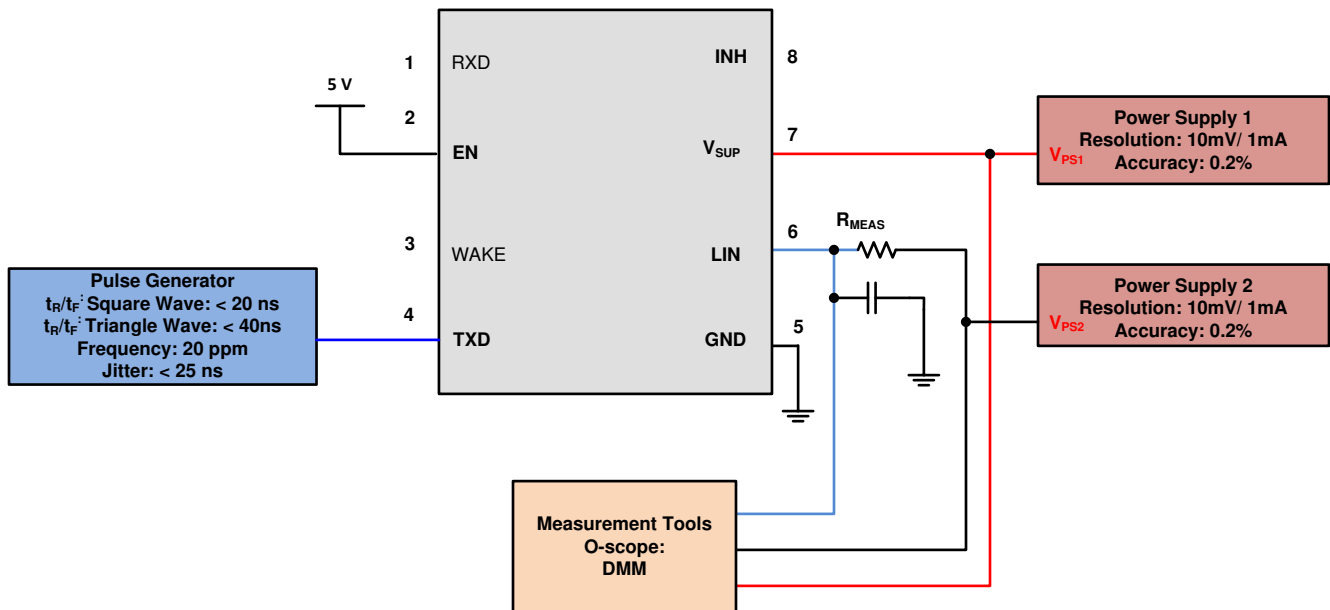 1
RXD
INH
8
5 V
2
EN
V_SUP
7
Power Supply 1
Resolution: 10mV/ 1mA
Accuracy: 0.2%
V_PS1
3
WAKE
LIN
6
R_MEAS
Power Supply 2
Resolution: 10mV/ 1mA
Accuracy: 0.2%
V_PS2
Pulse Generator
t_R/t_F: Square Wave: < 20 ns
t_R/t_F: Triangle Wave: < 40ns
Frequency: 20 ppm
Jitter: < 25 ns
4
TXD
GND
5
Measurement Tools
O-scope:
DMM